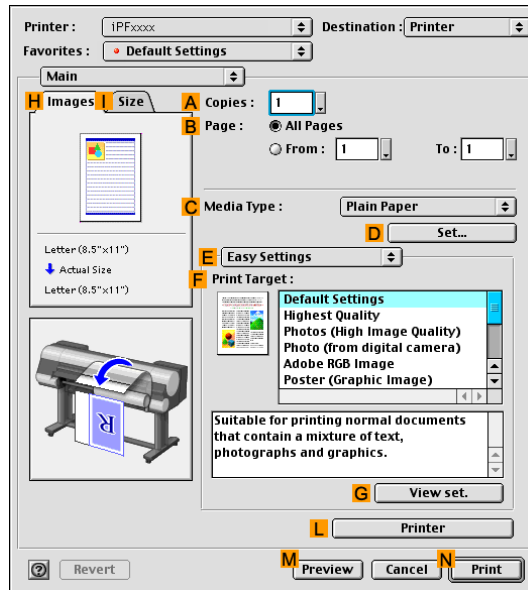 Printer : iPFxxxx Destination : Printer
Favorites : Default Settings
Main
H Images I Size
A Copies : 1
B Page : All Pages
From : 1 To : 1
C Media Type : Plain Paper
D Set...
Letter (8.5"x11")
Actual Size
Letter (8.5"x11")
E Easy Settings
F Print Target :
Default Settings
Highest Quality
Photos (High Image Quality)
Photo (from digital camera)
Adobe RGB Image
Poster (Graphic Image)
R
Suitable for printing normal documents
that contain a mixture of text,
photographs and graphics.
G View set.
L Printer
? Revert M Preview Cancel N Print